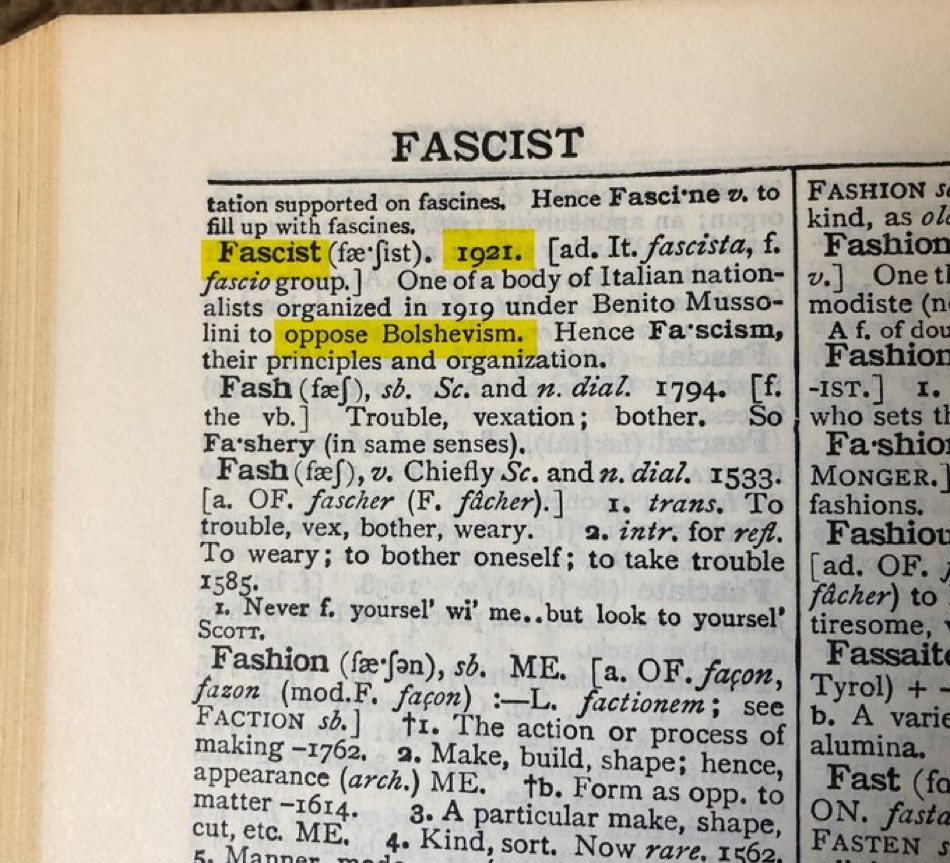 FASCIST
tation supported on fascines. Hence Fasci·ne v. to
fill up with fascines.
Fascist (fæ·ʃist). 1921. [ad. It. fascista, f.
fascio group.] One of a body of Italian nation-
alists organized in 1919 under Benito Musso-
lini to oppose Bolshevism. Hence Fa·scism,
their principles and organization.
Fash (fæʃ), sb. Sc. and n. dial. 1794. [f.
the vb.] Trouble, vexation; bother. So
Fa·shery (in same senses).
Fash (fæʃ), v. Chiefly Sc. and n. dial. 1533.
[a. OF. fascher (F. fâcher).] 1. trans. To
trouble, vex, bother, weary. 2. intr. for refl.
To weary; to bother oneself; to take trouble
1585.
1. Never f. yoursel' wi' me..but look to yoursel'
SCOTT.
Fashion (fæ·ʃən), sb. ME. [a. OF. façon,
fazon (mod.F. façon) :—L. factionem; see
FACTION sb.] †1. The action or process of
making –1762. 2. Make, build, shape; hence,
appearance (arch.) ME. †b. Form as opp. to
matter –1614. 3. A particular make, shape,
cut, etc. ME. 4. Kind, sort. Now rare. 1562.
5. Manner, mode
FASHION
kind, as
Fashion
v.] One
modiste
A f. of
Fashion
-IST.] 1.
who sets
Fa·shio
MONGER.]
fashions.
Fashiou
[ad. OF.
fâcher) to
tiresome,
Fassaite
Tyrol) +
b. A varie
alumina.
Fast
ON. fasta
FASTEN